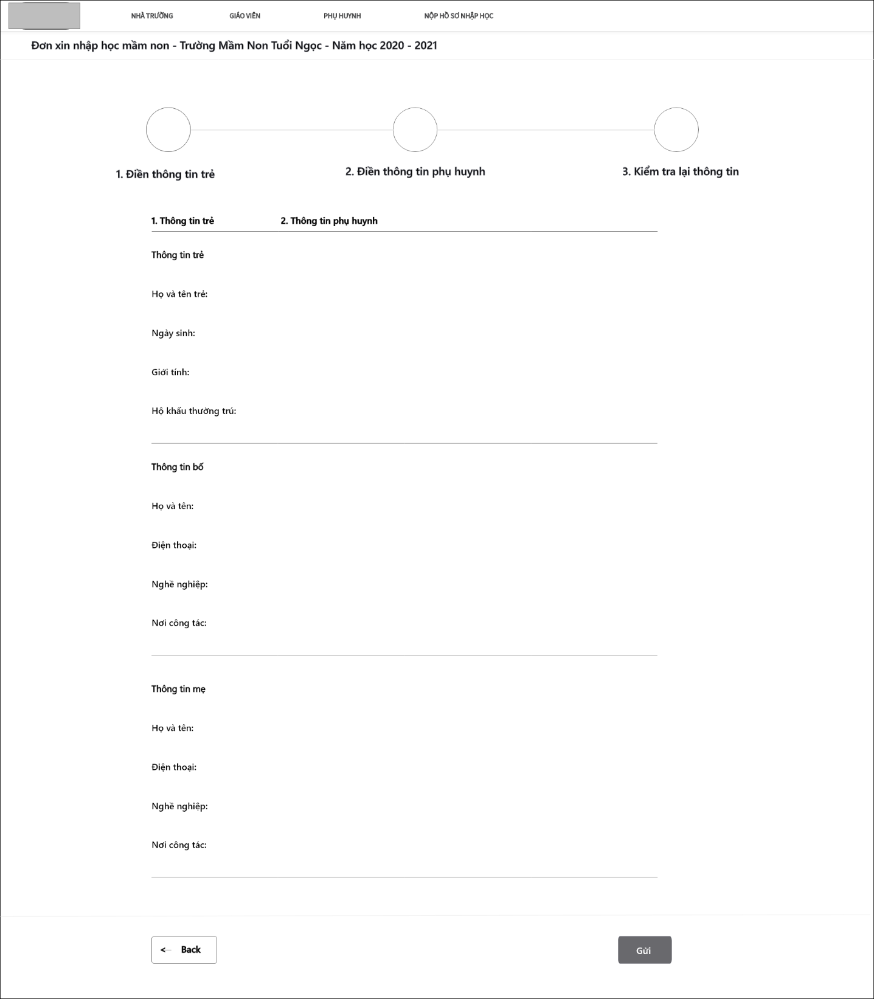 NHÀ TRƯỜNG GIÁO VIÊN PHỤ HUYNH NỘP HỒ SƠ NHẬP HỌC
Đơn xin nhập học mầm non - Trường Mầm Non Tuổi Ngọc - Năm học 2020 - 2021
1. Điền thông tin trẻ 2. Điền thông tin phụ huynh 3. Kiểm tra lại thông tin
1. Thông tin trẻ 2. Thông tin phụ huynh
Thông tin trẻ
Họ và tên trẻ:
Ngày sinh:
Giới tính:
Hộ khẩu thường trú:
Thông tin bố
Họ và tên:
Điện thoại:
Nghề nghiệp:
Nơi công tác:
Thông tin mẹ
Họ và tên:
Điện thoại:
Nghề nghiệp:
Nơi công tác:
Back Gửi